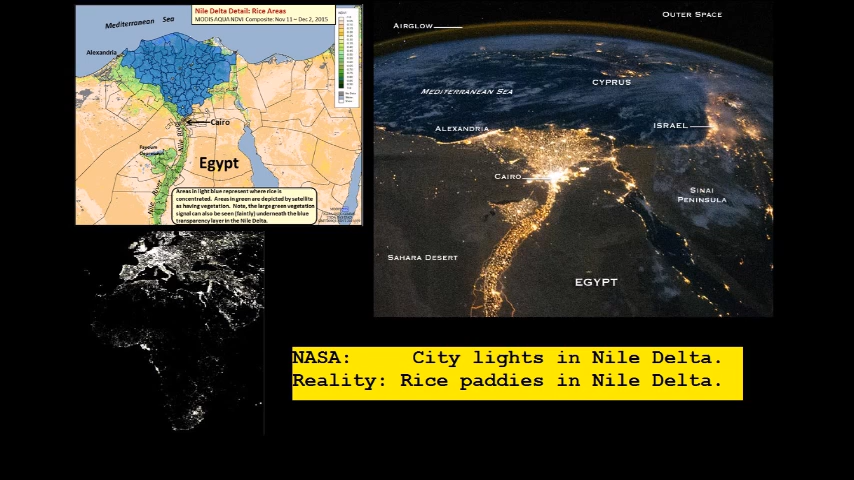 Nile Delta Detail: Rice Areas
MODIS AQUA NDVI Composite: Nov 11 – Dec 2, 2015
Mediterranean Sea
Alexandria
Cairo
Nile River
Fayoum
Depression
Egypt
Areas in light blue represent where rice is
concentrated. Areas in green are depicted by satellite
as having vegetation. Note, the large green vegetation
signal can also be seen (faintly) underneath the blue
transparency layer in the Nile Delta.
AIRGLOW
OUTER SPACE
CYPRUS
MEDITERRANEAN SEA
ALEXANDRIA
ISRAEL
CAIRO
SINAI
PENINSULA
SAHARA DESERT
EGYPT
NASA: City lights in Nile Delta.
Reality: Rice paddies in Nile Delta.